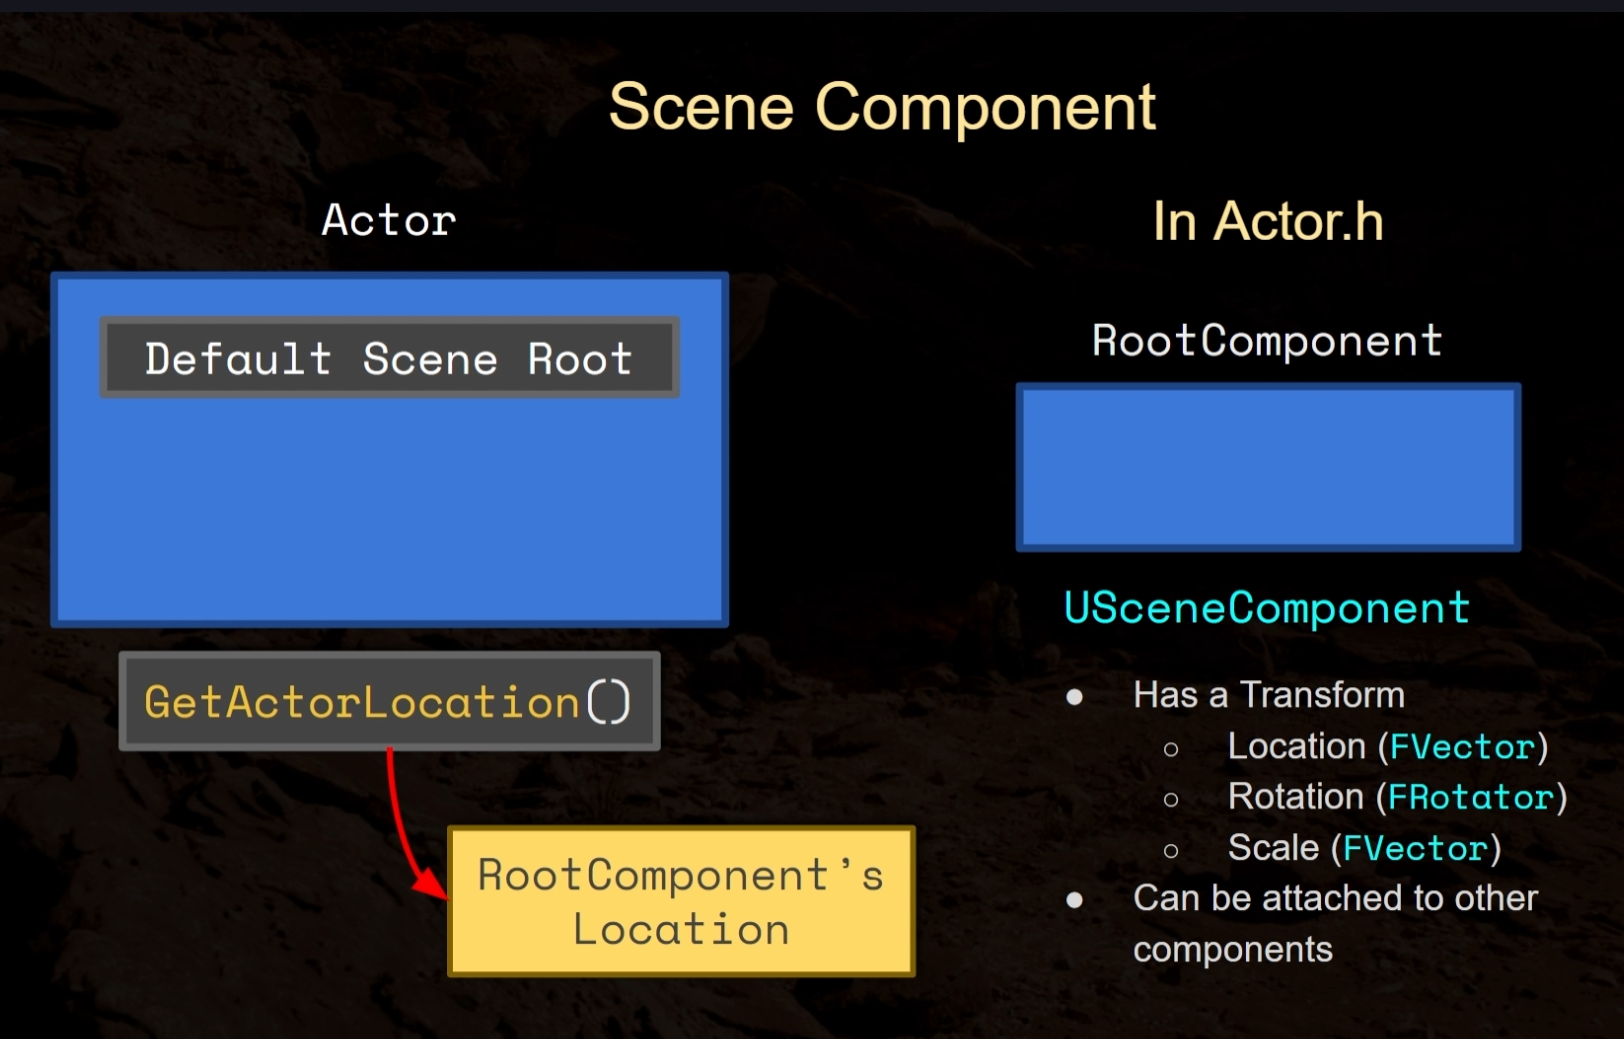 Scene Component
Actor
Default Scene Root
GetActorLocation()
RootComponent's
Location
In Actor.h
RootComponent
USceneComponent
● Has a Transform
○ Location (FVector)
○ Rotation (FRotator)
○ Scale (FVector)
● Can be attached to other
components